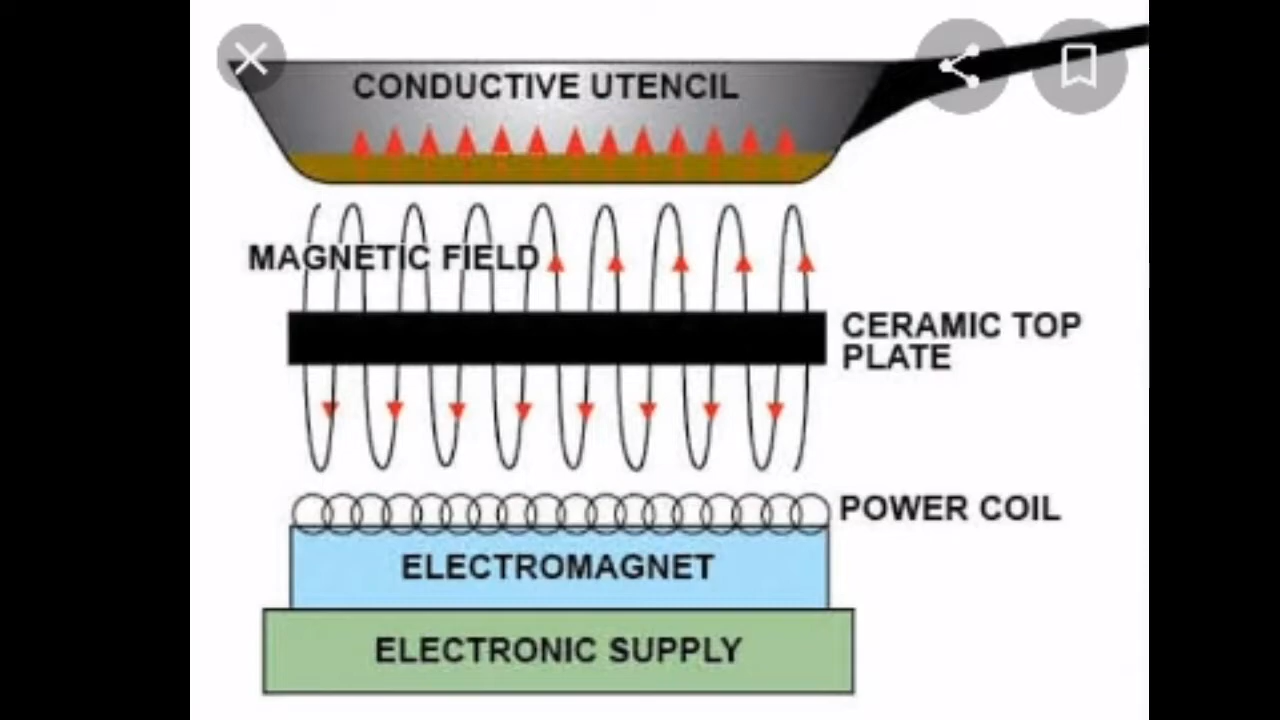 CONDUCTIVE UTENCIL
MAGNETIC FIELD
CERAMIC TOP
PLATE
POWER COIL
ELECTROMAGNET
ELECTRONIC SUPPLY